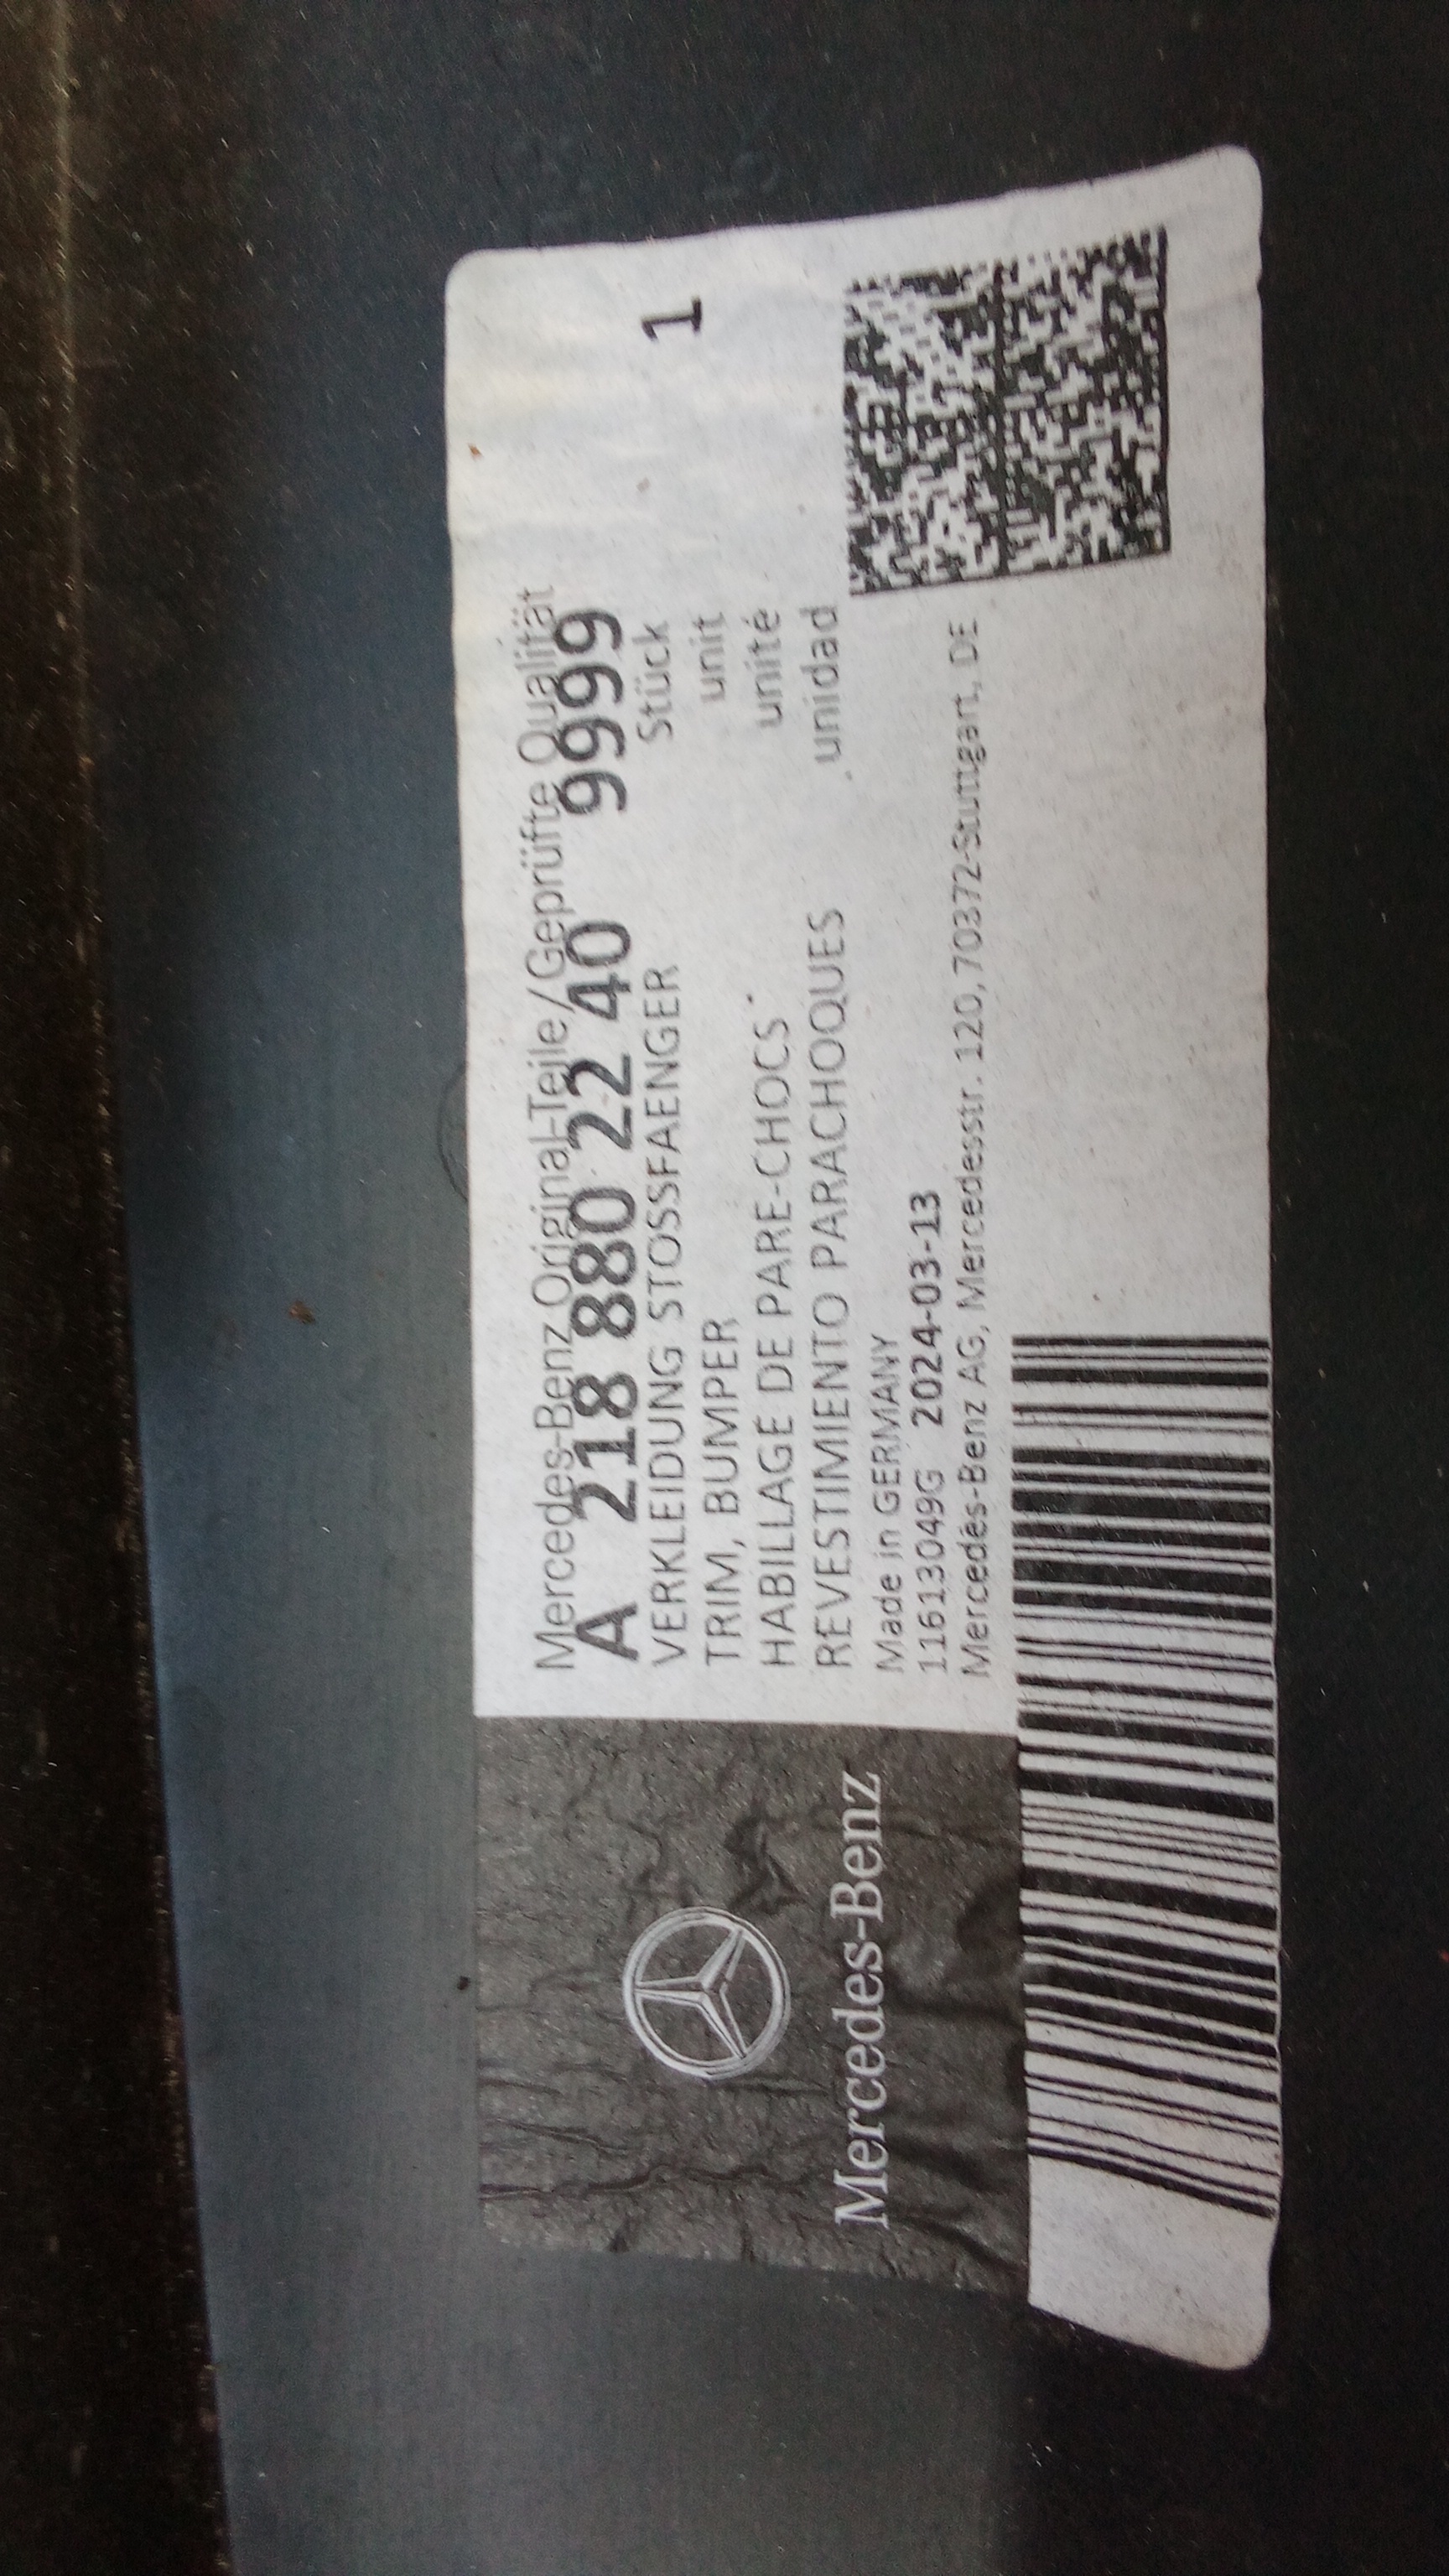 Mercedes-Benz Original-Teile/Geprüfte Qualität
A 218 880 22 40 9999
VERKLEIDUNG STOSSFAENGER Stück 1
TRIM, BUMPER unit
HABILLAGE DE PARE-CHOCS unité
REVESTIMIENTO PARACHOQUES unidad
Made in GERMANY
11613049G 2024-03-13
Mercedes-Benz AG, Mercedesstr. 120, 70372-Stuttgart, DE
Mercedes-Benz